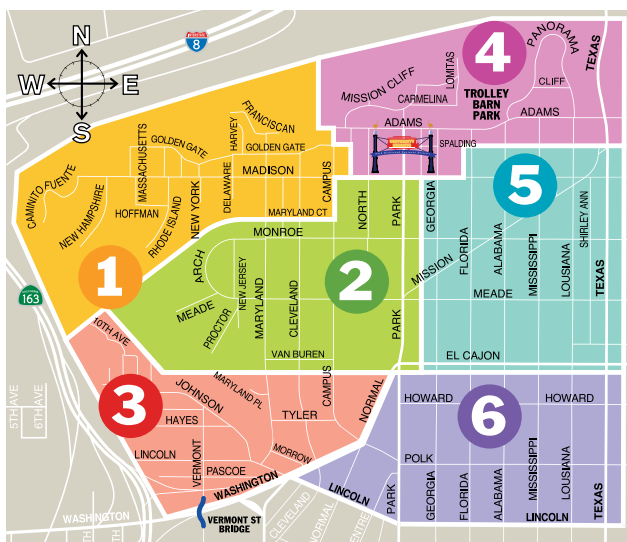 N
W E
S
INTERSTATE
8
4
PANORAMA
TEXAS
LOMITAS
MISSION CLIFF
CARMELINA
CLIFF
TROLLEY
BARN
PARK
ADAMS
ADAMS
SPALDING
FRANCISCAN
HARVEY
MASSACHUSETTS
GOLDEN GATE
GOLDEN GATE
MADISON
CAMPUS
CAMINITO FUENTE
NEW HAMPSHIRE
HOFFMAN
RHODE ISLAND
NEW YORK
DELAWARE
MARYLAND CT
1
163
5
NORTH
PARK
GEORGIA
FLORIDA
ALABAMA
MISSISSIPPI
LOUISIANA
SHIRLEY ANN
TEXAS
MISSION
MEADE
EL CAJON
MONROE
ARCH
MEADE
PROCTOR
NEW JERSEY
MARYLAND
CLEVELAND
2
PARK
VAN BUREN
10TH AVE
3
JOHNSON
MARYLAND PL
CAMPUS
NORMAL
HAYES
TYLER
LINCOLN
VERMONT
PASCOE
MORROW
WASHINGTON
5TH AVE
6TH AVE
WASHINGTON
VERMONT ST
BRIDGE
CLEVELAND
NORMAL
CENTRE
HOWARD
HOWARD
6
POLK
LINCOLN
PARK
GEORGIA
FLORIDA
ALABAMA
MISSISSIPPI
LOUISIANA
TEXAS
LINCOLN